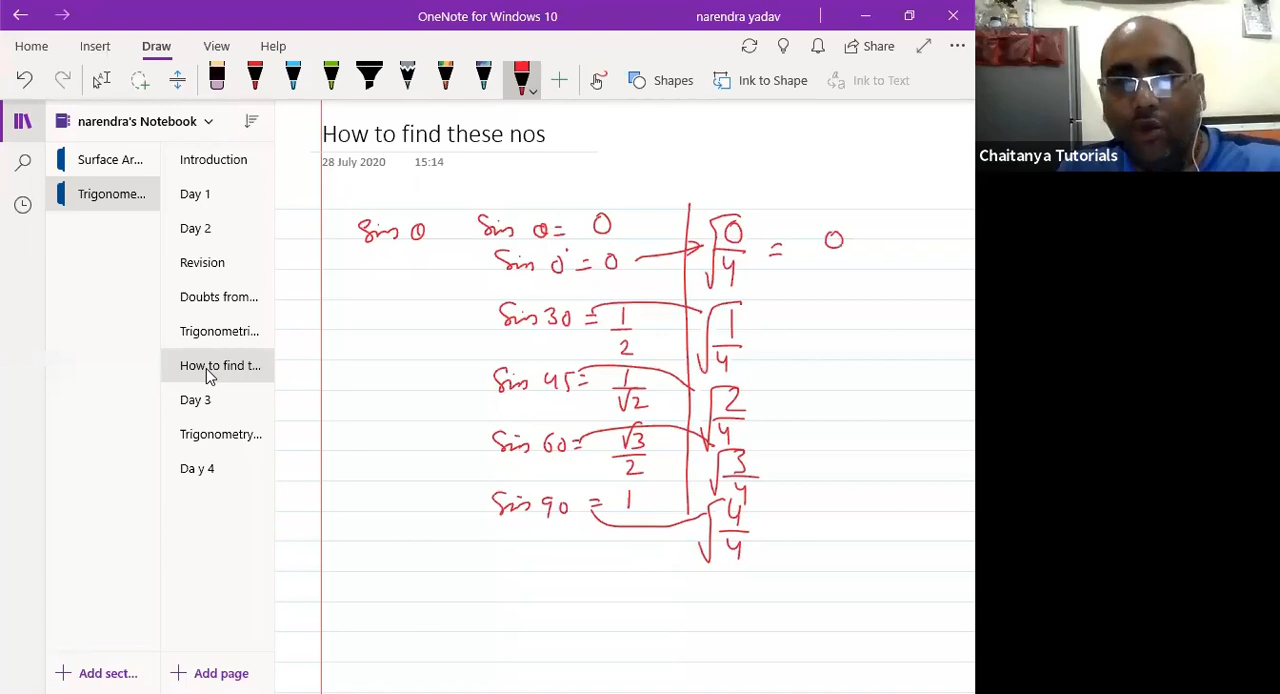 OneNote for Windows 10
narendra yadav
Home Insert Draw View Help
Share
Shapes
Ink to Shape
Ink to Text
narendra's Notebook
Surface Ar...
Trigonome...
Introduction
Day 1
Day 2
Revision
Doubts from...
Trigonometri...
How to find t...
Day 3
Trigonometry...
Da y 4
Add sect...
Add page
How to find these nos
28 July 2020 15:14
Sin θ Sin θ = 0 √0/4 = 0
Sin 0° = 0
Sin 30 = 1/2 √1/4
Sin 45 = 1/√2 √2/4
Sin 60 = √3/2 √3/4
Sin 90 = 1 √4/4
Chaitanya Tutorials